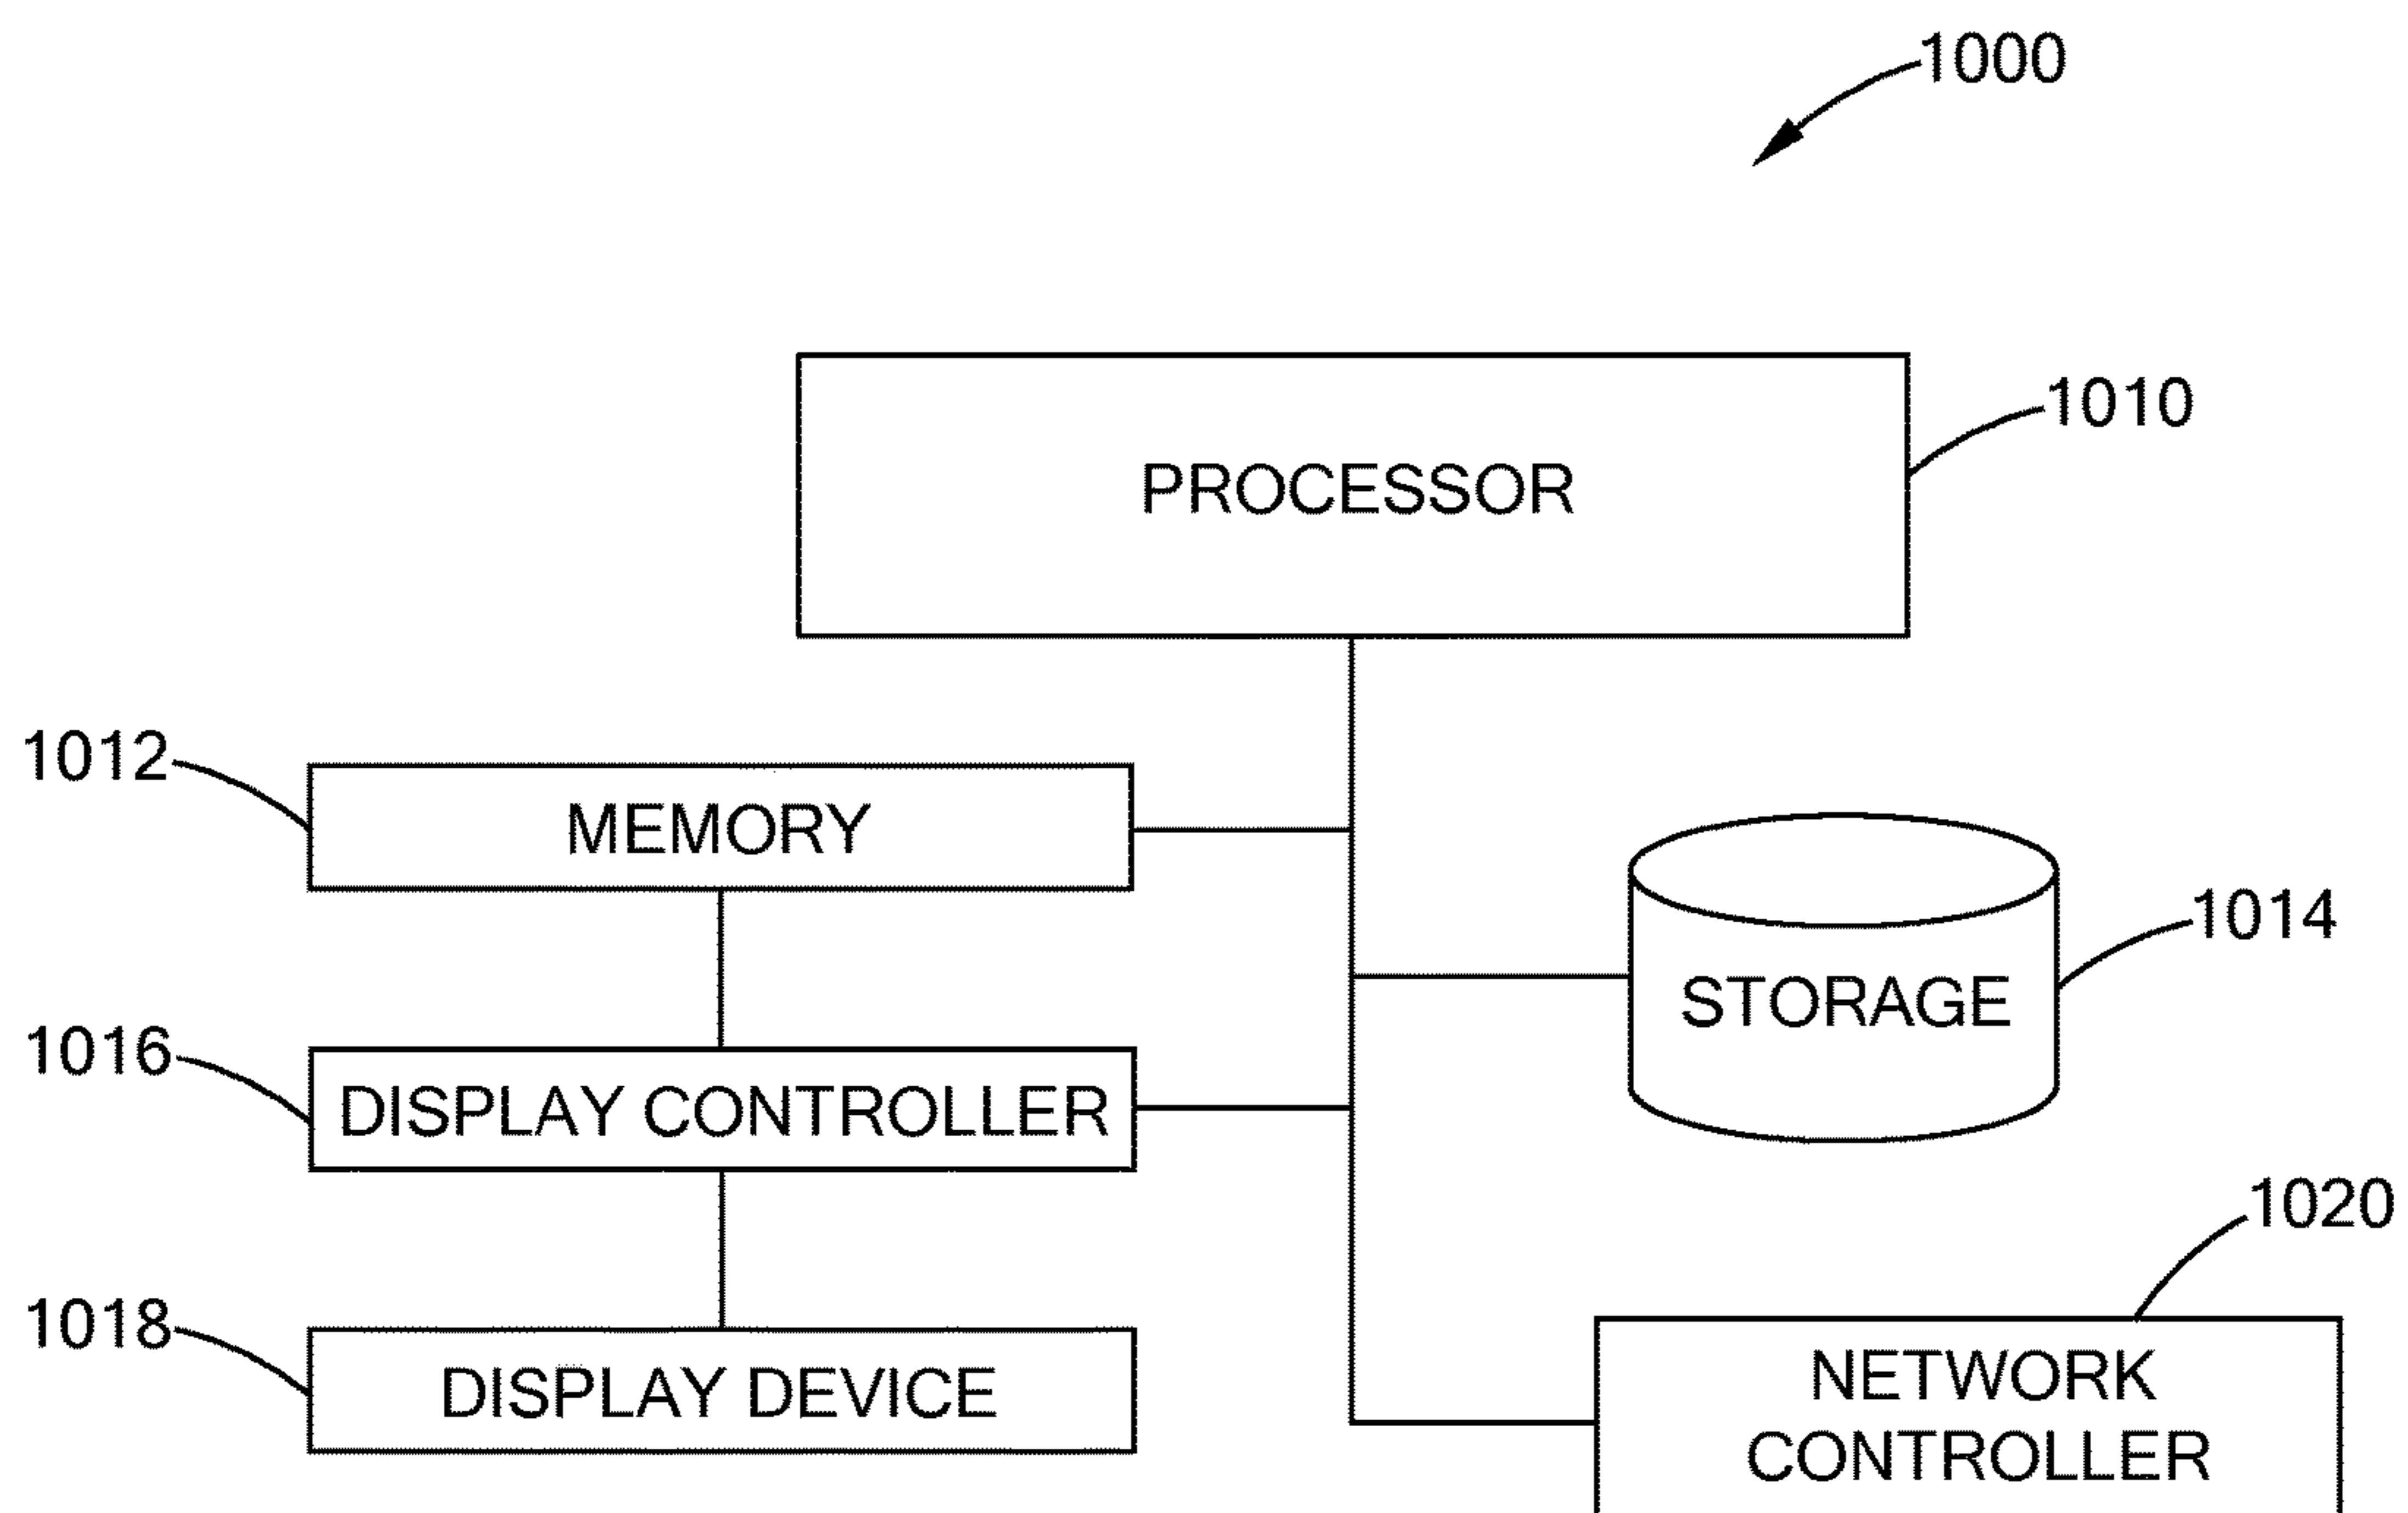 1000
PROCESSOR
1010
1012
MEMORY
STORAGE
1014
1016
DISPLAY CONTROLLER
1020
1018
DISPLAY DEVICE
NETWORK
CONTROLLER